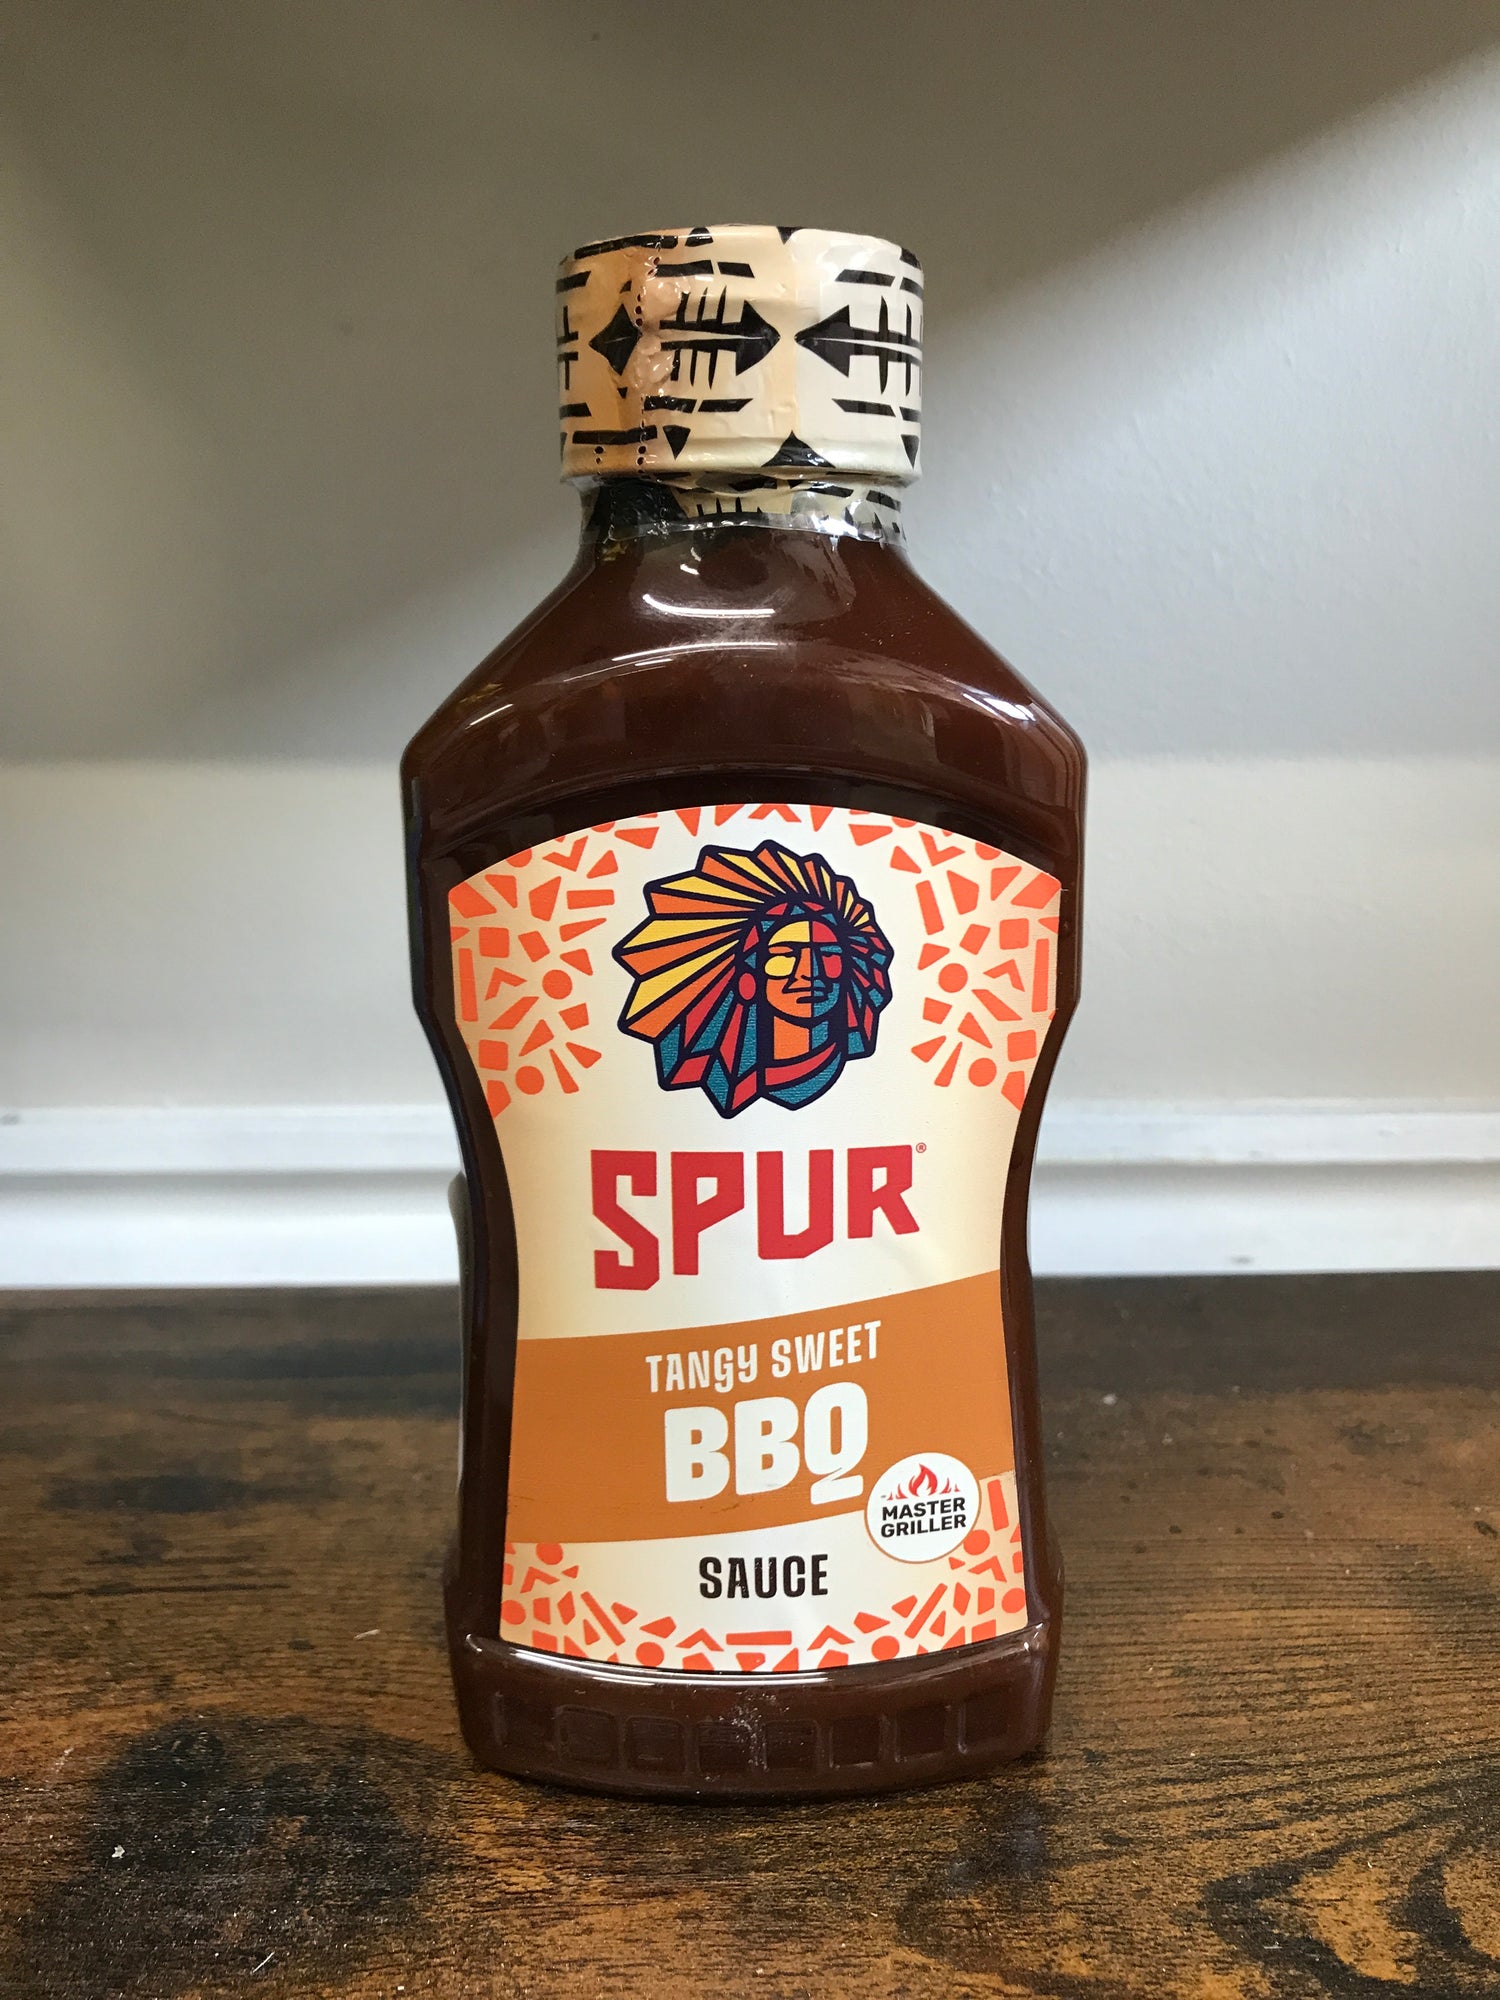 SPUR®
TANGY SWEET
BBQ
MASTER
GRILLER
SAUCE